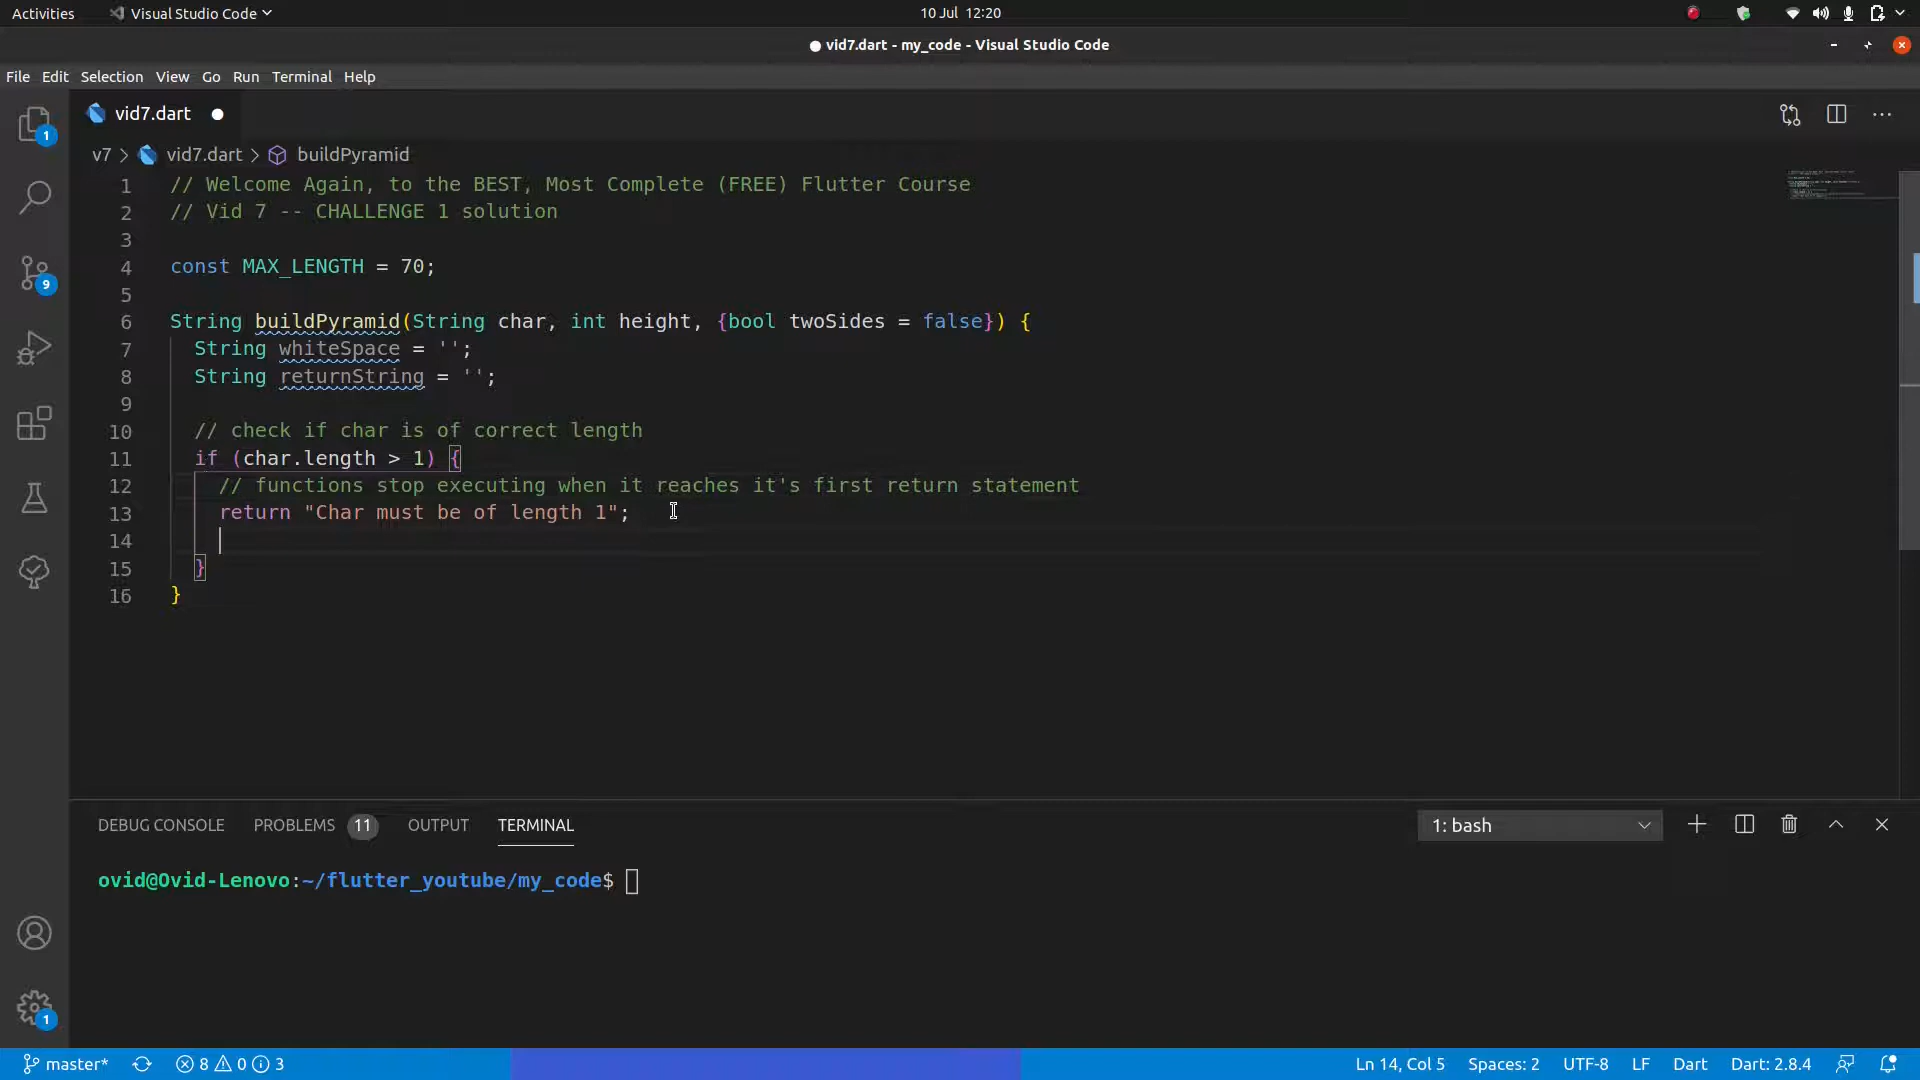 Activities Visual Studio Code 10 Jul 12:20
vid7.dart - my_code - Visual Studio Code
File Edit Selection View Go Run Terminal Help
vid7.dart
v7 > vid7.dart > buildPyramid
1 // Welcome Again, to the BEST, Most Complete (FREE) Flutter Course
2 // Vid 7 -- CHALLENGE 1 solution
3
4 const MAX_LENGTH = 70;
5
6 String buildPyramid(String char, int height, {bool twoSides = false}) {
7 String whiteSpace = '';
8 String returnString = '';
9
10 // check if char is of correct length
11 if (char.length > 1) {
12 // functions stop executing when it reaches it's first return statement
13 return "Char must be of length 1";
14
15 }
16 }
1
9
1
DEBUG CONSOLE PROBLEMS 11 OUTPUT TERMINAL 1: bash
ovid@Ovid-Lenovo:~/flutter_youtube/my_code$
master* 8 0 3 Ln 14, Col 5 Spaces: 2 UTF-8 LF Dart Dart: 2.8.4